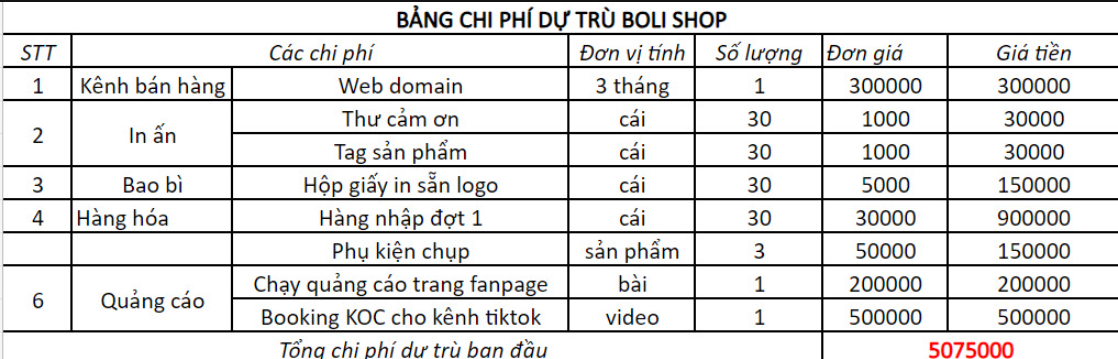 BẢNG CHI PHÍ DỰ TRÙ BOLI SHOP
STT Các chi phí Đơn vị tính Số lượng Đơn giá Giá tiền
1 Kênh bán hàng Web domain 3 tháng 1 300000 300000
2 In ấn Thư cảm ơn cái 30 1000 30000
Tag sản phẩm cái 30 1000 30000
3 Bao bì Hộp giấy in sẵn logo cái 30 5000 150000
4 Hàng hóa Hàng nhập đợt 1 cái 30 30000 900000
Phụ kiện chụp sản phẩm 3 50000 150000
6 Quảng cáo Chạy quảng cáo trang fanpage bài 1 200000 200000
Booking KOC cho kênh tiktok video 1 500000 500000
Tổng chi phí dự trù ban đầu 5075000